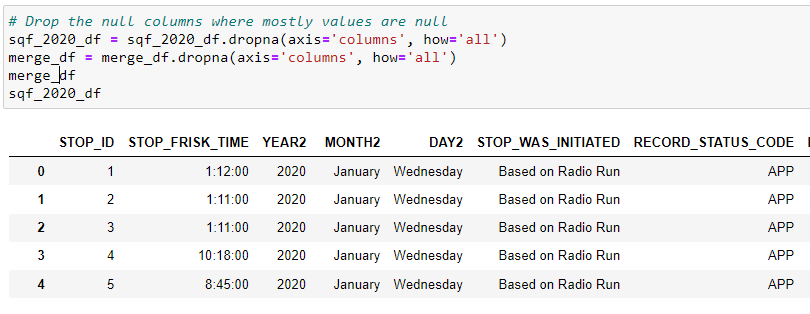 # Drop the null columns where mostly values are null
sqf_2020_df = sqf_2020_df.dropna(axis='columns', how='all')
merge_df = merge_df.dropna(axis='columns', how='all')
merge_df
sqf_2020_df
STOP_ID STOP_FRISK_TIME YEAR2 MONTH2 DAY2 STOP_WAS_INITIATED RECORD_STATUS_CODE
0 1 1:12:00 2020 January Wednesday Based on Radio Run APP
1 2 1:11:00 2020 January Wednesday Based on Radio Run APP
2 3 1:11:00 2020 January Wednesday Based on Radio Run APP
3 4 10:18:00 2020 January Wednesday Based on Radio Run APP
4 5 8:45:00 2020 January Wednesday Based on Radio Run APP